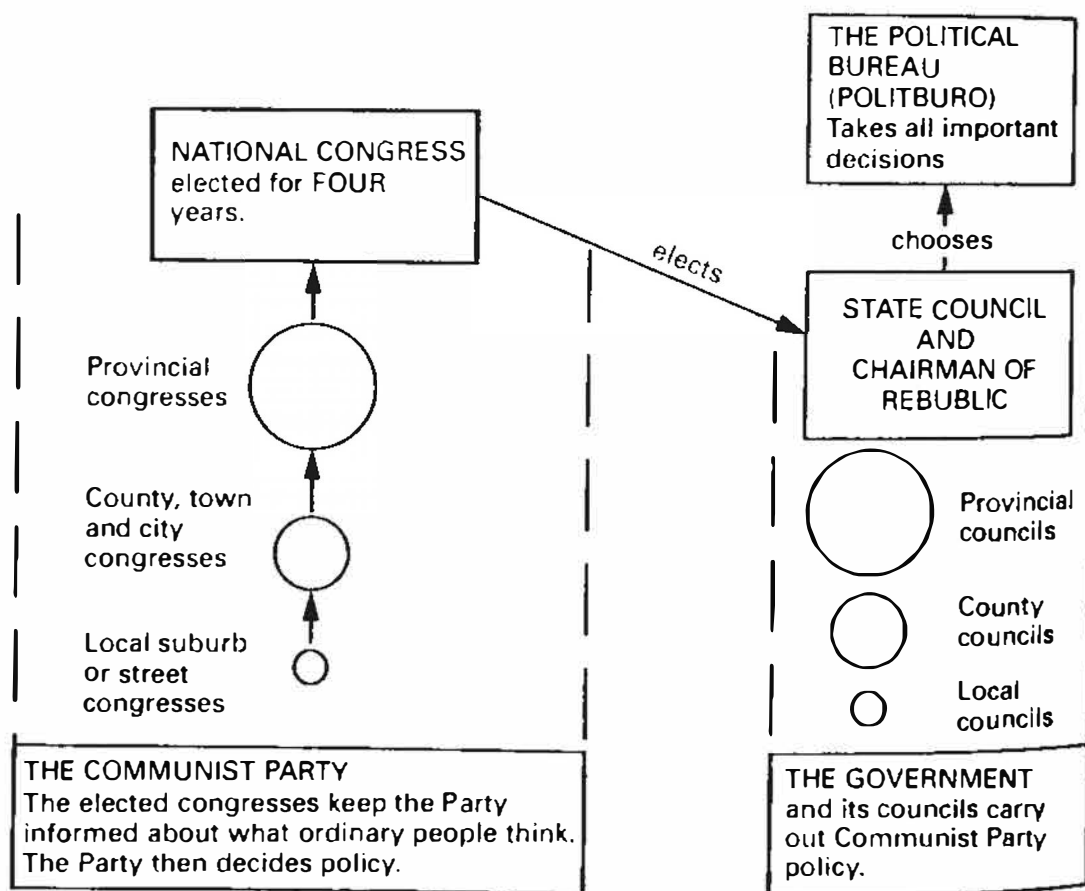 THE POLITICAL
BUREAU
(POLITBURO)
Takes all important
decisions
NATIONAL CONGRESS
elected for FOUR
years.
chooses
elects
STATE COUNCIL
AND
CHAIRMAN OF
REBUBLIC
Provincial
congresses
County, town
and city
congresses
Local suburb
or street
congresses
Provincial
councils
County
councils
Local
councils
THE COMMUNIST PARTY
The elected congresses keep the Party
informed about what ordinary people think.
The Party then decides policy.
THE GOVERNMENT
and its councils carry
out Communist Party
policy.